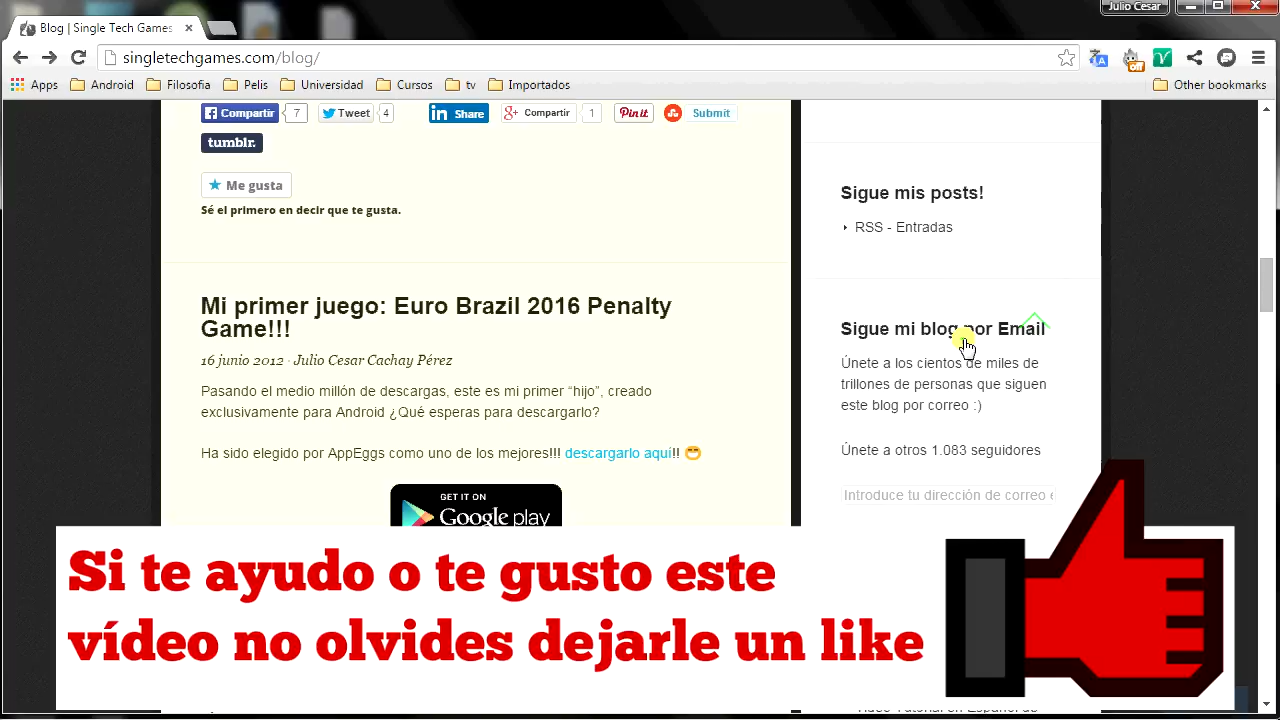 Julio Cesar
Blog | Single Tech Games
singletechgames.com/blog/
Off
Apps Android Filosofia Pelis Universidad Cursos tv Importados Other bookmarks
Compartir 7 Tweet 4 in Share g+ Compartir 1 Pin it Submit
tumblr.
Me gusta
Sé el primero en decir que te gusta.
Mi primer juego: Euro Brazil 2016 Penalty
Game!!!
16 junio 2012 · Julio Cesar Cachay Pérez
Pasando el medio millón de descargas, este es mi primer “hijo”, creado
exclusivamente para Android ¿Qué esperas para descargarlo?
Ha sido elegido por AppEggs como uno de los mejores!!! descargarlo aquí!!
GET IT ON
Google play
Sigue mis posts!
RSS - Entradas
Sigue mi blog por Email
Únete a los cientos de miles de
trillones de personas que siguen
este blog por correo :)
Únete a otros 1.083 seguidores
Introduce tu dirección de correo e
Si te ayudo o te gusto este
vídeo no olvides dejarle un like